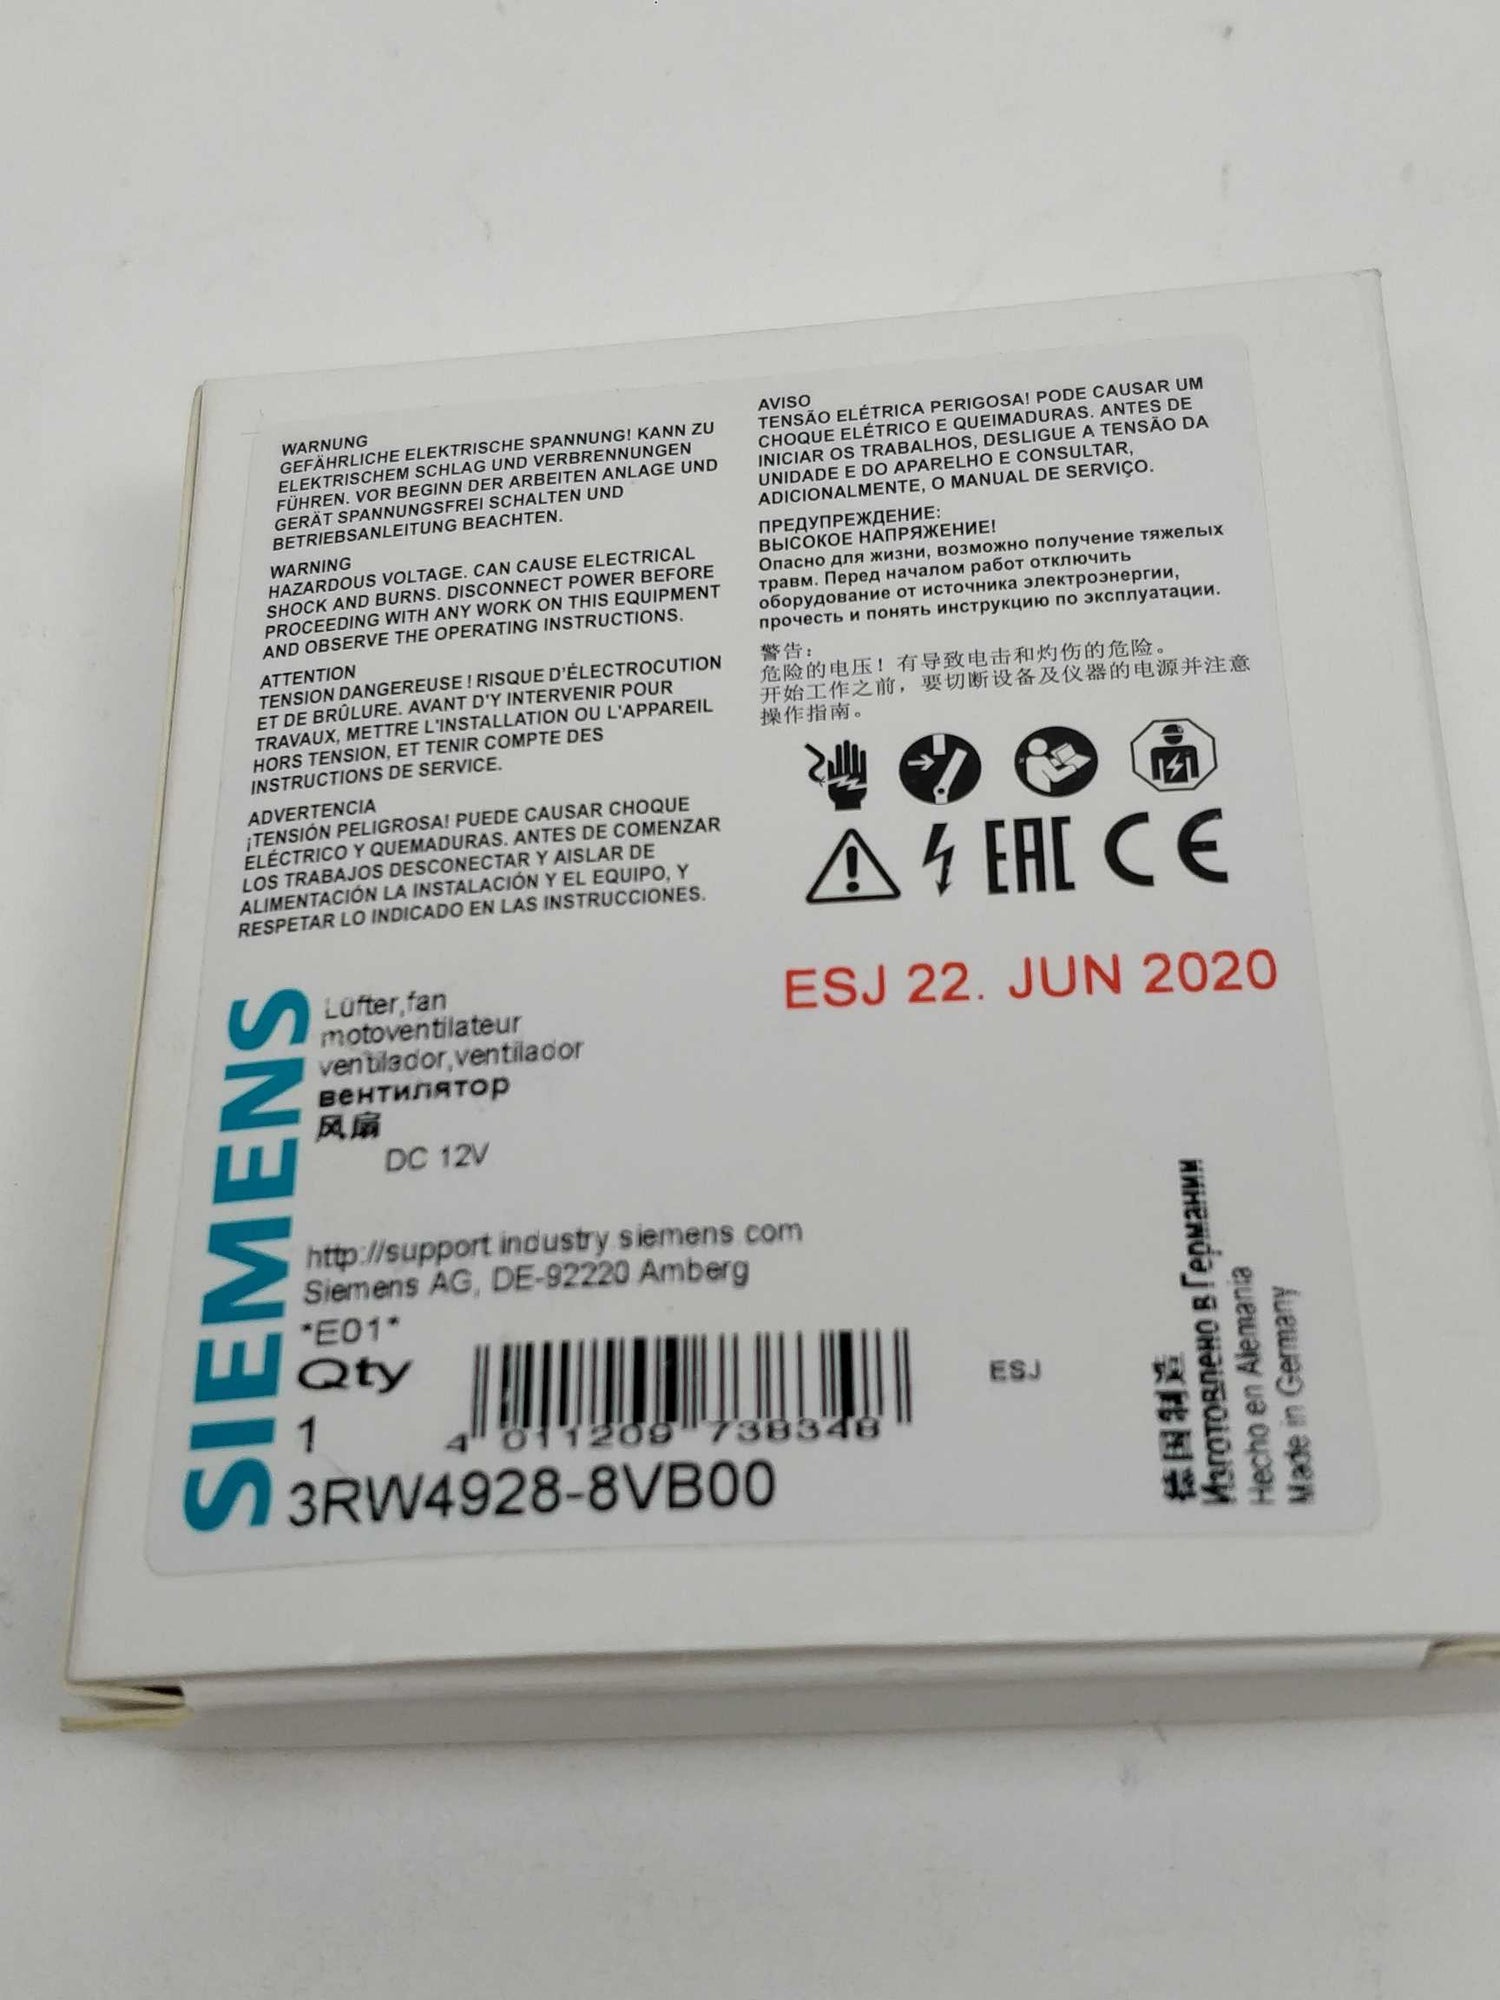 WARNUNG
GEFÄHRLICHE ELEKTRISCHE SPANNUNG! KANN ZU
ELEKTRISCHEM SCHLAG UND VERBRENNUNGEN
FÜHREN. VOR BEGINN DER ARBEITEN ANLAGE UND
GERÄT SPANNUNGSFREI SCHALTEN UND
BETRIEBSANLEITUNG BEACHTEN.
WARNING
HAZARDOUS VOLTAGE. CAN CAUSE ELECTRICAL
SHOCK AND BURNS. DISCONNECT POWER BEFORE
PROCEEDING WITH ANY WORK ON THIS EQUIPMENT
AND OBSERVE THE OPERATING INSTRUCTIONS.
ATTENTION
TENSION DANGEREUSE ! RISQUE D'ÉLECTROCUTION
ET DE BRÛLURE. AVANT D'Y INTERVENIR POUR
TRAVAUX, METTRE L'INSTALLATION OU L'APPAREIL
HORS TENSION, ET TENIR COMPTE DES
INSTRUCTIONS DE SERVICE.
ADVERTENCIA
¡TENSIÓN PELIGROSA! PUEDE CAUSAR CHOQUE
ELÉCTRICO Y QUEMADURAS. ANTES DE COMENZAR
LOS TRABAJOS DESCONECTAR Y AISLAR DE
ALIMENTACIÓN LA INSTALACIÓN Y EL EQUIPO, Y
RESPETAR LO INDICADO EN LAS INSTRUCCIONES.
AVISO
TENSÃO ELÉTRICA PERIGOSA! PODE CAUSAR UM
CHOQUE ELÉTRICO E QUEIMADURAS. ANTES DE
INICIAR OS TRABALHOS, DESLIGUE A TENSÃO DA
UNIDADE E DO APARELHO E CONSULTAR,
ADICIONALMENTE, O MANUAL DE SERVIÇO.
ПРЕДУПРЕЖДЕНИЕ:
ВЫСОКОЕ НАПРЯЖЕНИЕ!
Опасно для жизни, возможно получение тяжелых
травм. Перед началом работ отключить
оборудование от источника электроэнергии,
прочесть и понять инструкцию по эксплуатации.
警告：
危险的电压！有导致电击和灼伤的危险。
开始工作之前，要切断设备及仪器的电源并注意
操作指南。
EAC CE
ESJ 22. JUN 2020
SIEMENS
Lüfter,fan
motoventilateur
ventilador,ventilador
вентилятор
风扇
DC 12V
http://support industry siemens com
Siemens AG, DE-92220 Amberg
*E01*
Qty
1
4 011209 738348
ESJ
3RW4928-8VB00
德国制造
Изготовлено в Германии
Hecho en Alemania
Made in Germany